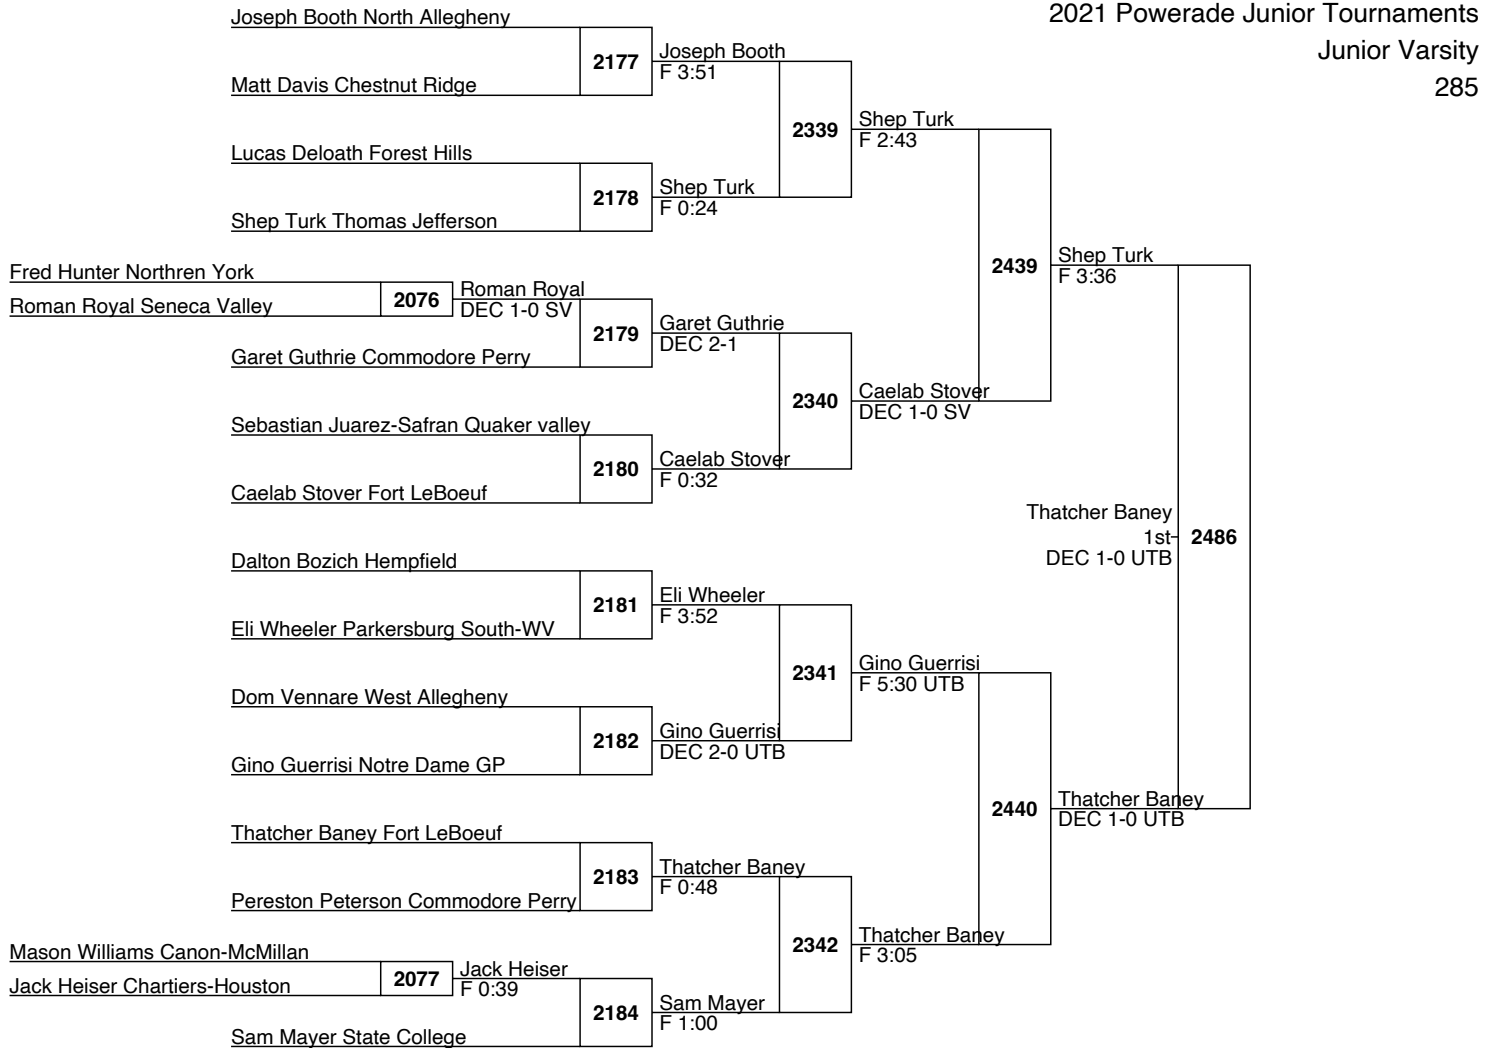 2021 Powerade Junior Tournaments
Junior Varsity
285
Joseph Booth North Allegheny
2177
Joseph Booth
F 3:51
Matt Davis Chestnut Ridge
2339
Shep Turk
F 2:43
Lucas Deloath Forest Hills
2178
Shep Turk
F 0:24
Shep Turk Thomas Jefferson
2439
Shep Turk
F 3:36
Fred Hunter Northren York
2076
Roman Royal
DEC 1-0 SV
Roman Royal Seneca Valley
2179
Garet Guthrie
DEC 2-1
Garet Guthrie Commodore Perry
2340
Caelab Stover
DEC 1-0 SV
Sebastian Juarez-Safran Quaker valley
2180
Caelab Stover
F 0:32
Caelab Stover Fort LeBoeuf
Thatcher Baney
1st
DEC 1-0 UTB
2486
Dalton Bozich Hempfield
2181
Eli Wheeler
F 3:52
Eli Wheeler Parkersburg South-WV
2341
Gino Guerrisi
F 5:30 UTB
Dom Vennare West Allegheny
2182
Gino Guerrisi
DEC 2-0 UTB
Gino Guerrisi Notre Dame GP
2440
Thatcher Baney
DEC 1-0 UTB
Thatcher Baney Fort LeBoeuf
2183
Thatcher Baney
F 0:48
Pereston Peterson Commodore Perry
2342
Thatcher Baney
F 3:05
Mason Williams Canon-McMillan
2077
Jack Heiser
F 0:39
Jack Heiser Chartiers-Houston
2184
Sam Mayer
F 1:00
Sam Mayer State College